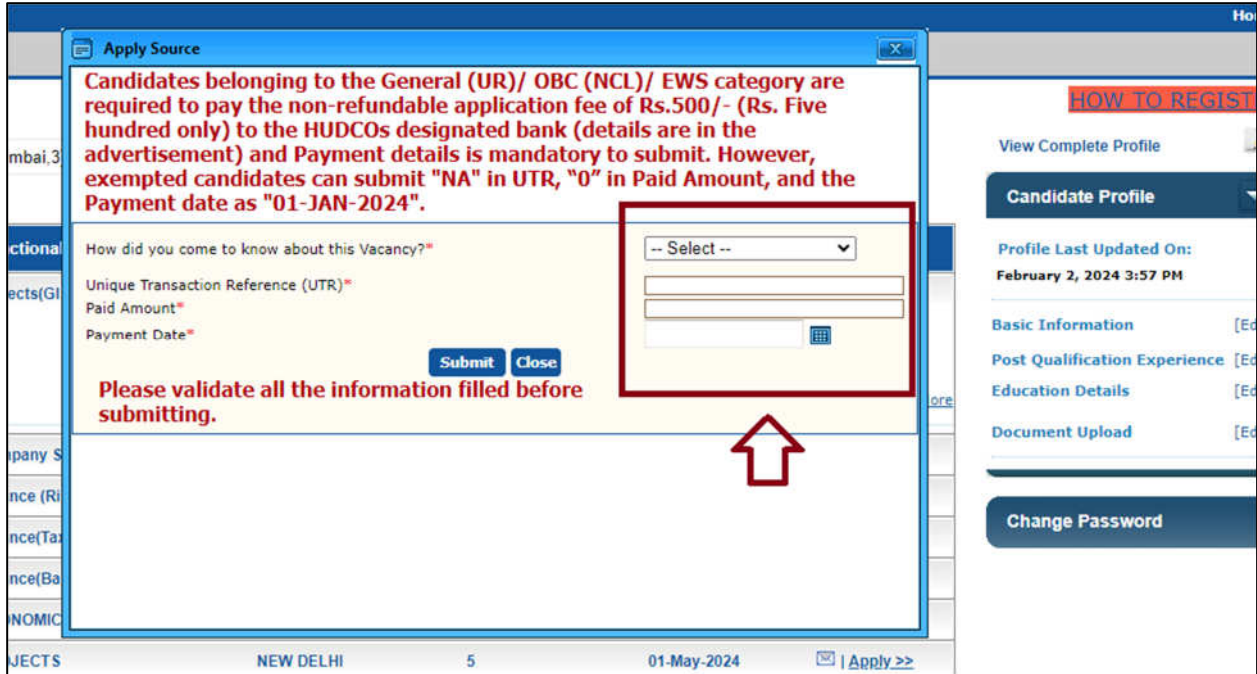 Ho
Apply Source
Candidates belonging to the General (UR)/ OBC (NCL)/ EWS category are
required to pay the non-refundable application fee of Rs.500/- (Rs. Five
hundred only) to the HUDCOs designated bank (details are in the
advertisement) and Payment details is mandatory to submit. However,
exempted candidates can submit "NA" in UTR, “0” in Paid Amount, and the
Payment date as "01-JAN-2024".
How did you come to know about this Vacancy?*
-- Select --
Unique Transaction Reference (UTR)*
Paid Amount*
Payment Date*
Submit Close
Please validate all the information filled before
submitting.
mbai,3
ctional
ects(GI
ore
npany S
nce (Ri
nce(Tax
nce(Ba
NOMIC
JECTS NEW DELHI 5 01-May-2024 | Apply >>
HOW TO REGIST
View Complete Profile
Candidate Profile
Profile Last Updated On:
February 2, 2024 3:57 PM
Basic Information [Ed
Post Qualification Experience [Ed
Education Details [Ed
Document Upload [Ed
Change Password